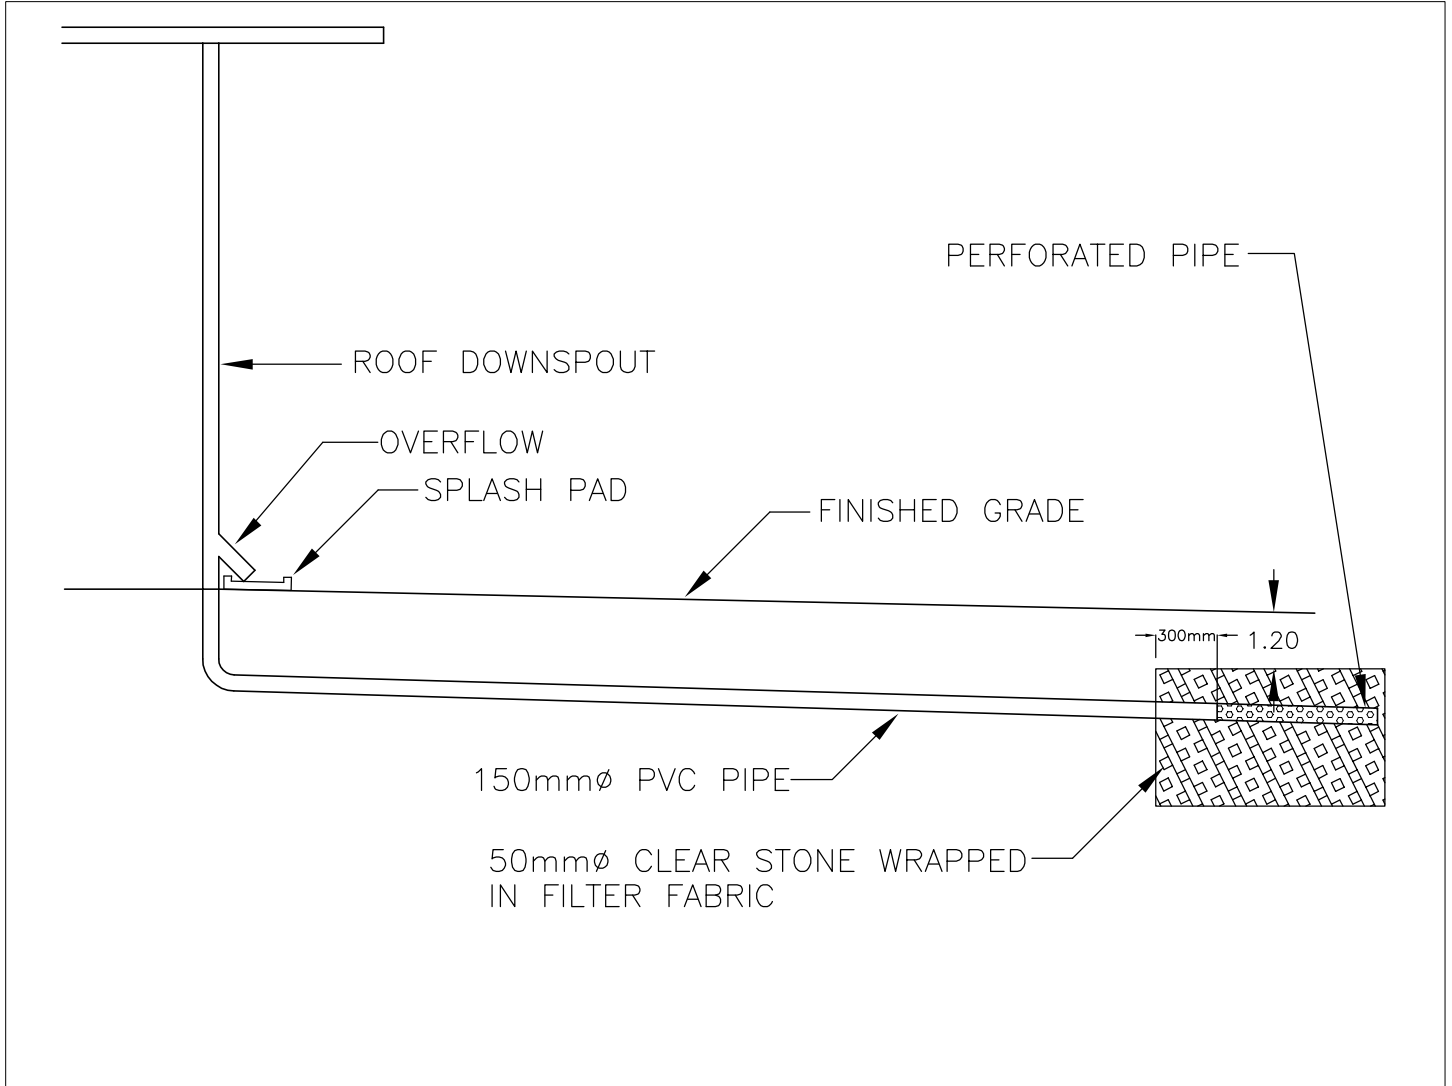 PERFORATED PIPE
ROOF DOWNSPOUT
OVERFLOW
SPLASH PAD
FINISHED GRADE
300mm
1.20
150mmø PVC PIPE
50mmø CLEAR STONE WRAPPED
IN FILTER FABRIC